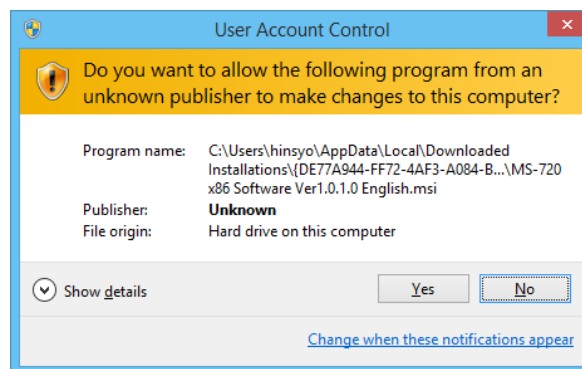 User Account Control
Do you want to allow the following program from an
unknown publisher to make changes to this computer?
Program name: C:\Users\hinsyo\AppData\Local\Downloaded
Installations\{DE77A944-FF72-4AF3-A084-B...\MS-720
x86 Software Ver1.0.1.0 English.msi
Publisher: Unknown
File origin: Hard drive on this computer
Show details Yes No
Change when these notifications appear